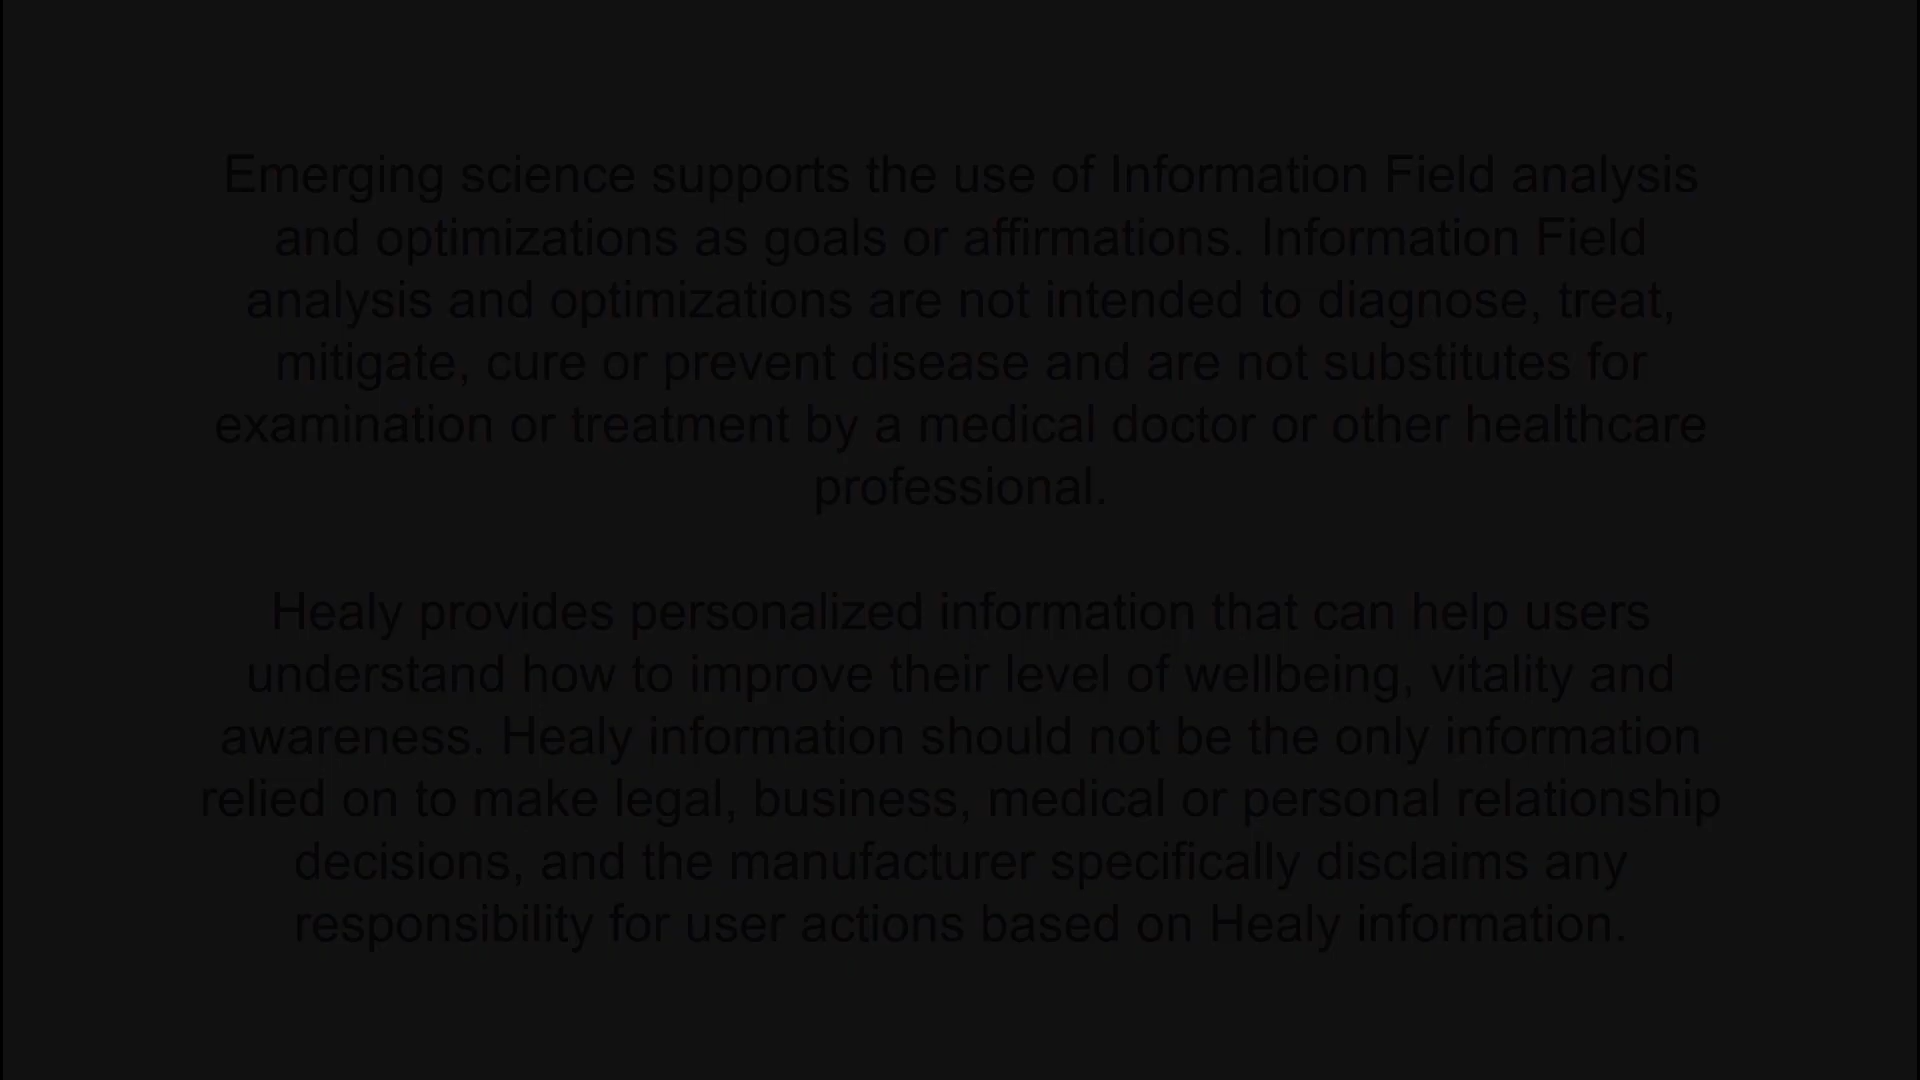 Emerging science supports the use of Information Field analysis
and optimizations as goals or affirmations. Information Field
analysis and optimizations are not intended to diagnose, treat,
mitigate, cure or prevent disease and are not substitutes for
examination or treatment by a medical doctor or other healthcare
professional.
Healy provides personalized information that can help users
understand how to improve their level of wellbeing, vitality and
awareness. Healy information should not be the only information
relied on to make legal, business, medical or personal relationship
decisions, and the manufacturer specifically disclaims any
responsibility for user actions based on Healy information.